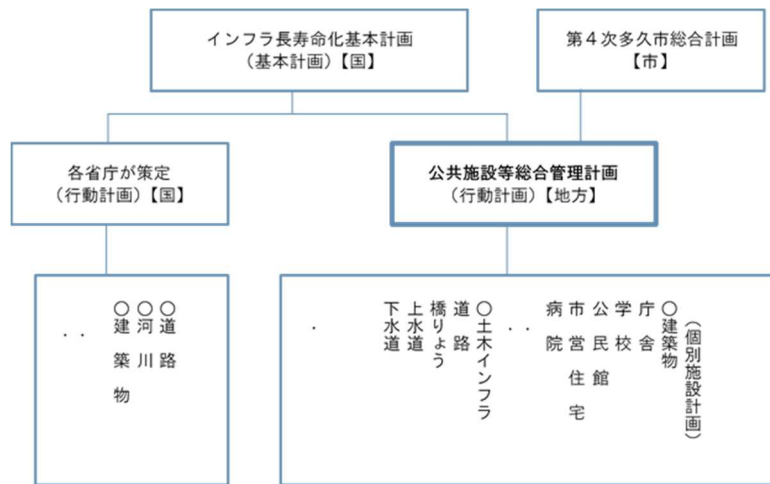 インフラ長寿命化基本計画
(基本計画)【国】
第4次多久市総合計画
【市】
各省庁が策定
(行動計画)【国】
公共施設等総合管理計画
(行動計画)【地方】
○道路
○河川
○建築物
・・
(個別施設計画)
○建築物
庁舎
学校
公民館
市営住宅
病院
・・
○土木インフラ
道路
橋りょう
上水道
下水道
・